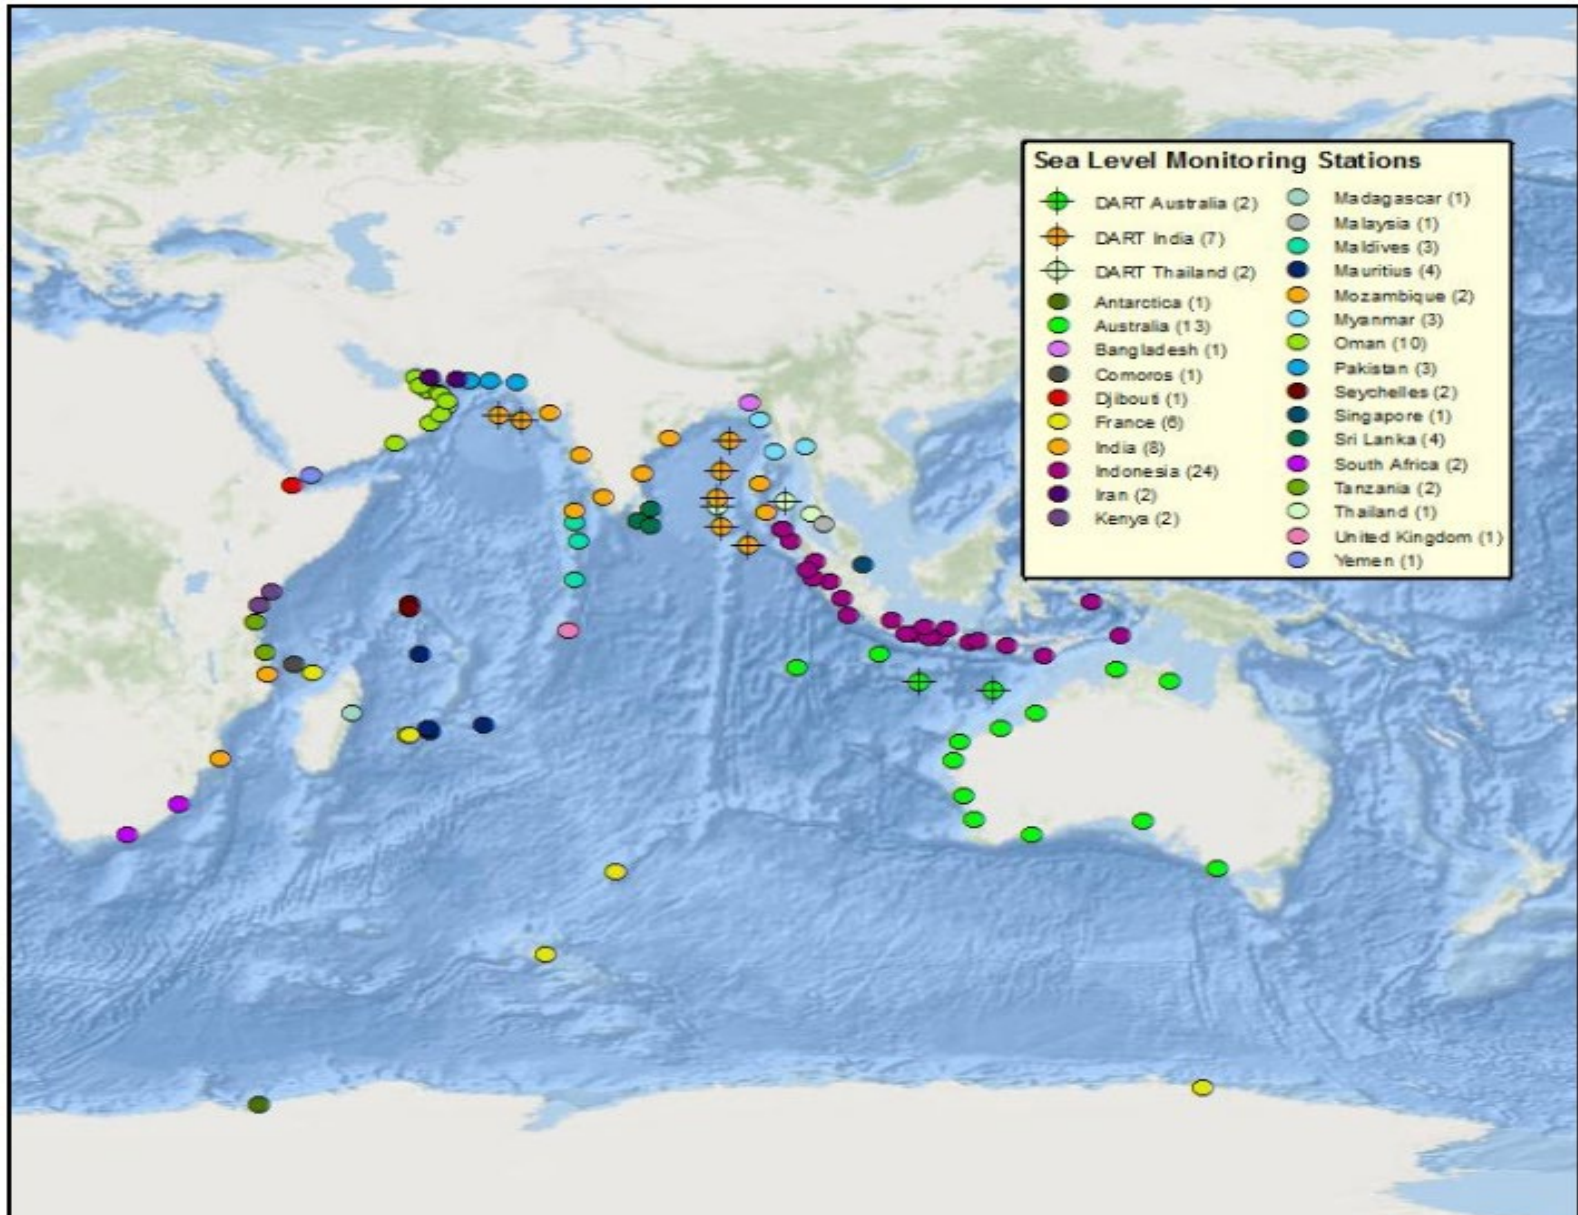 Sea Level Monitoring Stations
DART Australia (2)
DART India (7)
DART Thailand (2)
Antarctica (1)
Australia (13)
Bangladesh (1)
Comoros (1)
Djibouti (1)
France (6)
India (8)
Indonesia (24)
Iran (2)
Kenya (2)
Madagascar (1)
Malaysia (1)
Maldives (3)
Mauritius (4)
Mozambique (2)
Myanmar (3)
Oman (10)
Pakistan (3)
Seychelles (2)
Singapore (1)
Sri Lanka (4)
South Africa (2)
Tanzania (2)
Thailand (1)
United Kingdom (1)
Yemen (1)